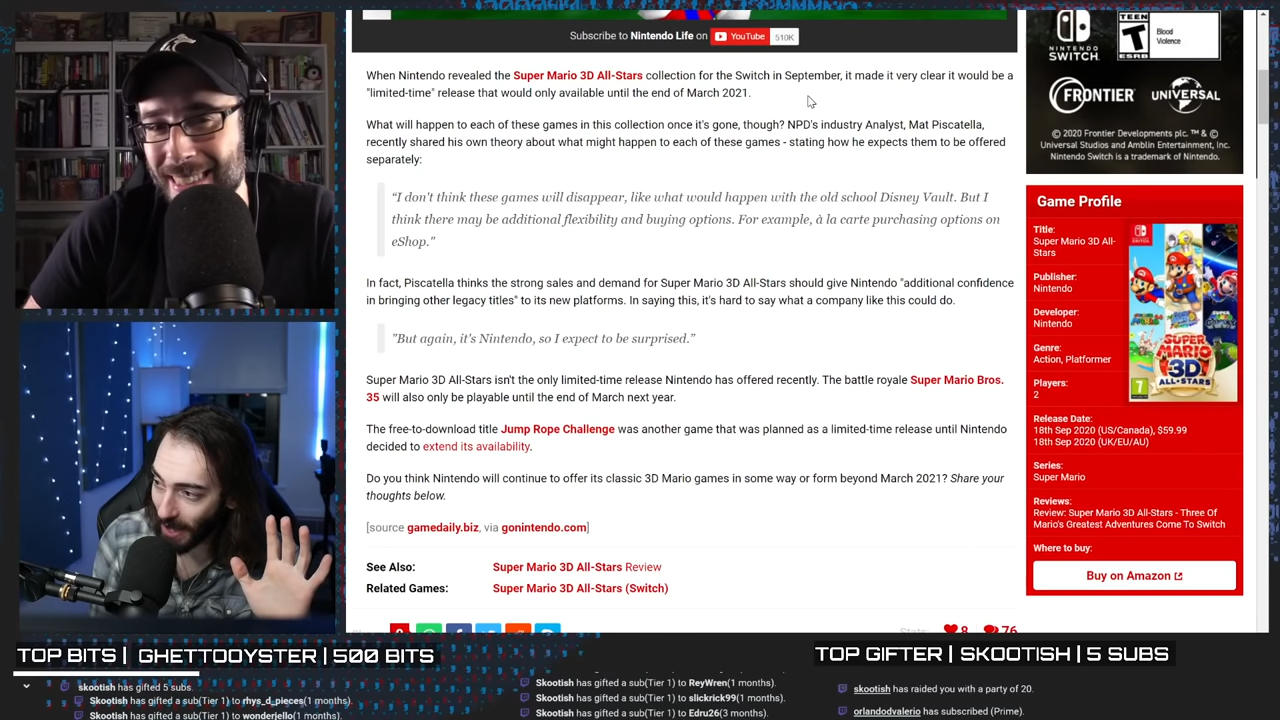 Subscribe to Nintendo Life on YouTube 510K
When Nintendo revealed the Super Mario 3D All-Stars collection for the Switch in September, it made it very clear it would be a
"limited-time" release that would only available until the end of March 2021.
What will happen to each of these games in this collection once it's gone, though? NPD's industry Analyst, Mat Piscatella,
recently shared his own theory about what might happen to each of these games - stating how he expects them to be offered
separately:
“I don't think these games will disappear, like what would happen with the old school Disney Vault. But I
think there may be additional flexibility and buying options. For example, à la carte purchasing options on
eShop."
In fact, Piscatella thinks the strong sales and demand for Super Mario 3D All-Stars should give Nintendo "additional confidence
in bringing other legacy titles" to its new platforms. In saying this, it's hard to say what a company like this could do.
"But again, it's Nintendo, so I expect to be surprised.”
Super Mario 3D All-Stars isn't the only limited-time release Nintendo has offered recently. The battle royale Super Mario Bros.
35 will also only be playable until the end of March next year.
The free-to-download title Jump Rope Challenge was another game that was planned as a limited-time release until Nintendo
decided to extend its availability.
Do you think Nintendo will continue to offer its classic 3D Mario games in some way or form beyond March 2021? Share your
thoughts below.
[source gamedaily.biz, via gonintendo.com]
See Also: Super Mario 3D All-Stars Review
Related Games: Super Mario 3D All-Stars (Switch)
8 76
NINTENDO
SWITCH
TEEN
T
ESRB
Blood
Violence
FRONTIER
UNIVERSAL
© 2020 Frontier Developments plc. ™ & ©
Universal Studios and Amblin Entertainment, Inc.
Nintendo Switch is a trademark of Nintendo.
Game Profile
Title:
Super Mario 3D All-
Stars
Publisher:
Nintendo
Developer:
Nintendo
Genre:
Action, Platformer
Players:
2
SUPER
MARIO
3D
ALL-STARS
7
Release Date:
18th Sep 2020 (US/Canada), $59.99
18th Sep 2020 (UK/EU/AU)
Series:
Super Mario
Reviews:
Review: Super Mario 3D All-Stars - Three Of
Mario's Greatest Adventures Come To Switch
Where to buy:
Buy on Amazon
TOP BITS | GHETTODYSTER | 500 BITS
TOP GIFTER | SKOOTISH | 5 SUBS
skootish has gifted 5 subs.
Skootish has gifted a sub(Tier 1) to rhys_d_pieces(1 months).
Skootish has gifted a sub(Tier 1) to wonderjello(1 months).
Skootish has gifted a sub(Tier 1) to ReyWren(1 months).
Skootish has gifted a sub(Tier 1) to slickrick99(1 months).
Skootish has gifted a sub(Tier 1) to Edru26(3 months).
skootish has raided you with a party of 20.
orlandodvalerio has subscribed (Prime).